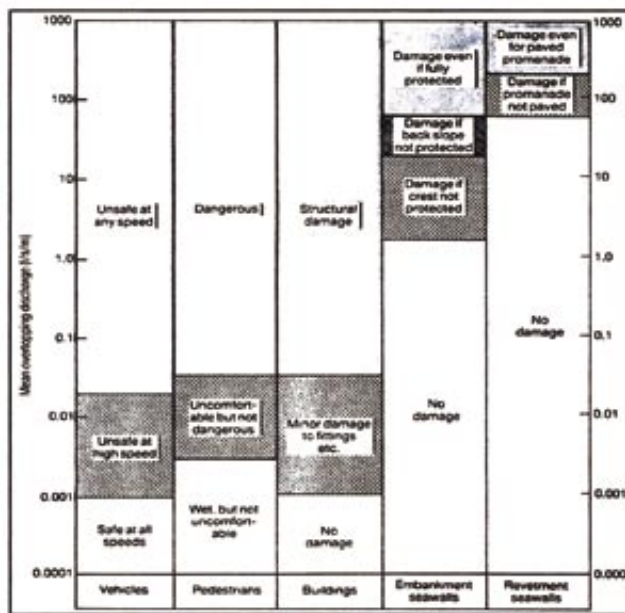 1000
100
10
1.0
0.1
0.01
0.001
0.0001
Mean overtopping discharge (l/s/m)
Unsafe at
any speed
Unsafe at
high speed
Safe at all
speeds
Vehicles
Dangerous
Uncomfort-
able but not
dangerous
Wet, but not
uncomfort-
able
Pedestrians
Structural
damage
Minor damage
to fittings
etc.
No
damage
Buildings
Damage even
if fully
protected
Damage if
back slope
not protected
Damage if
crest not
protected
No
damage
Embankment
seawalls
Damage even
for paved
promenade
Damage if
promenade
not paved
No
damage
Revetment
seawalls
1000
100
10
1.0
0.1
0.01
0.001
0.000